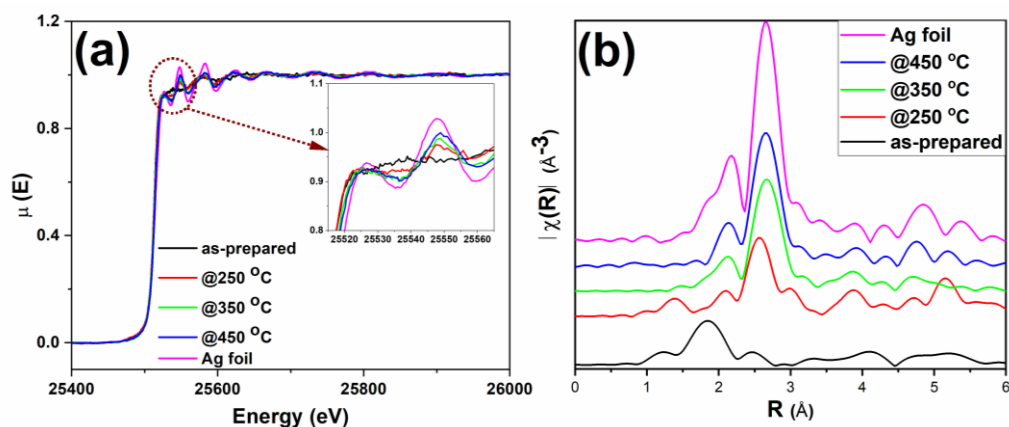 (a)
μ (E)
1.2
0.8
0.4
0.0
1.0
0.9
0.8
25520 25530 25540 25550 25560
as-prepared
@250 °C
@350 °C
@450 °C
Ag foil
25400 25600 25800 26000
Energy (eV)
(b)
| χ(R)| (Å-3)
Ag foil
@450 °C
@350 °C
@250 °C
as-prepared
0 1 2 3 4 5 6
R (Å)